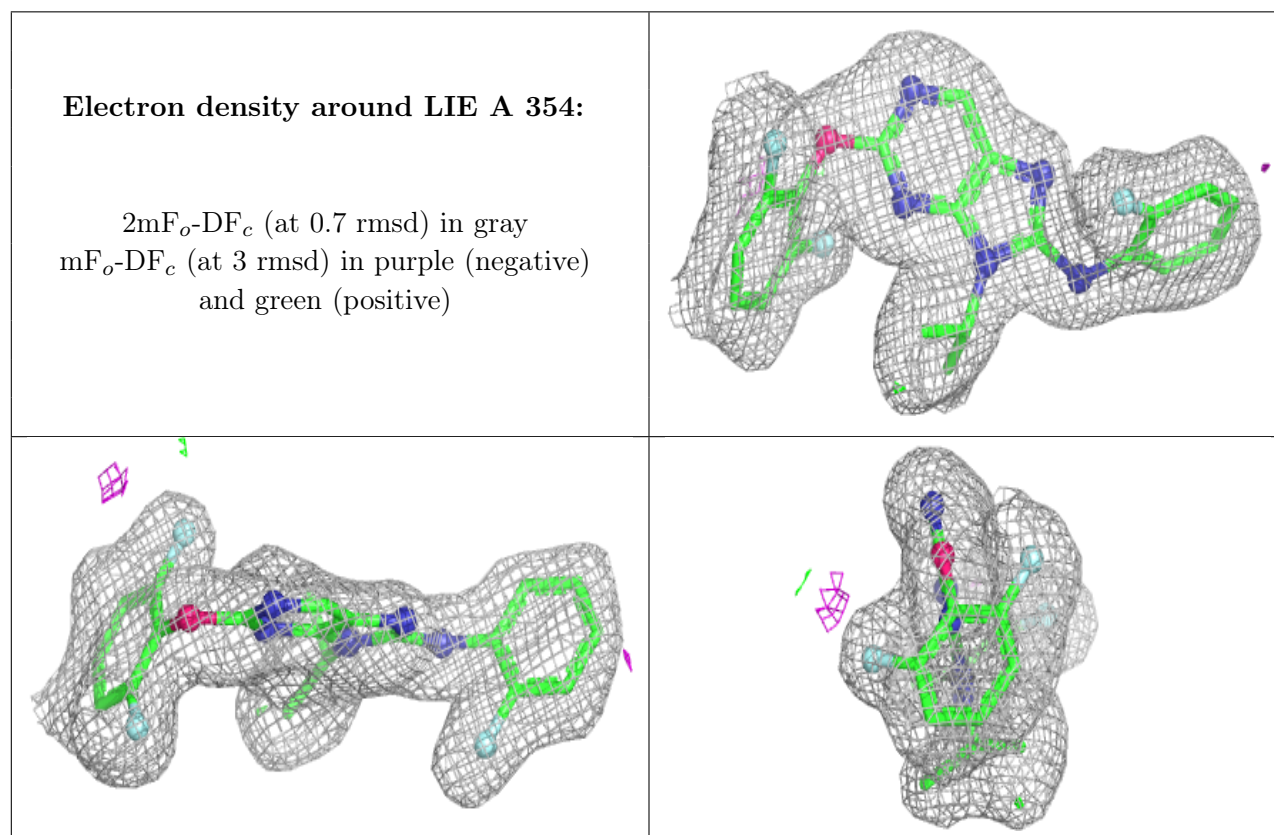 Electron density around LIE A 354:
2mFo-DFc (at 0.7 rmsd) in gray
mFo-DFc (at 3 rmsd) in purple (negative)
and green (positive)